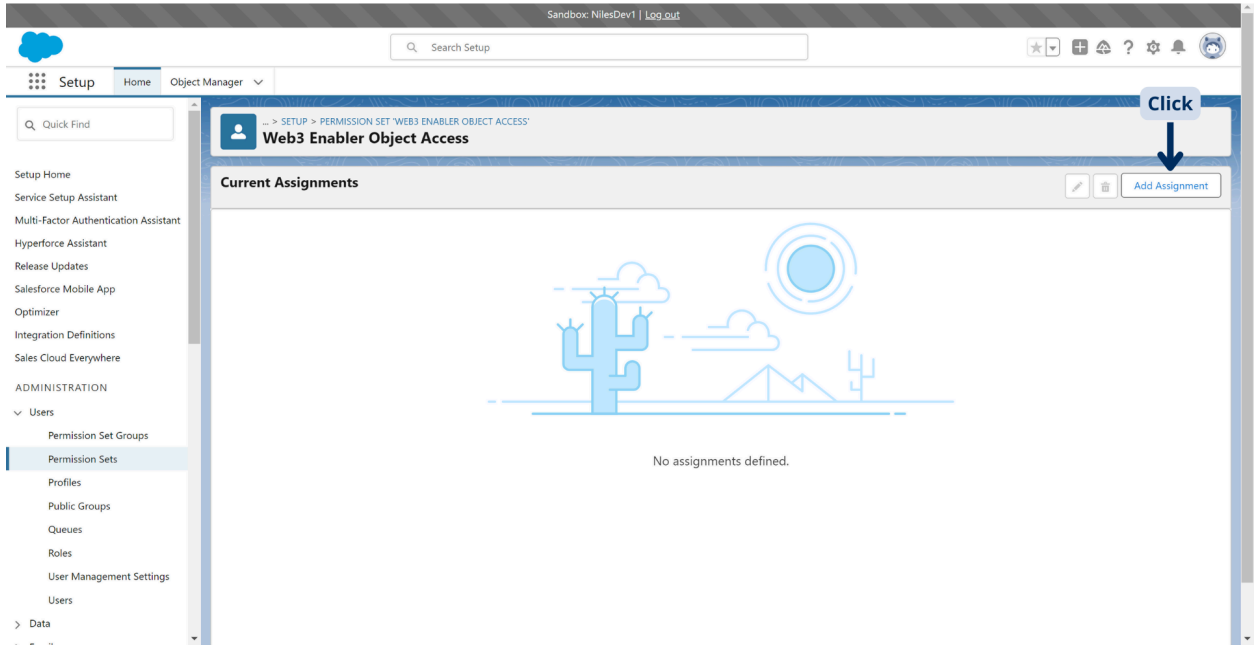 Sandbox: NilesDev1 | Log out
Search Setup
?
Setup
Home
Object Manager
Click
Quick Find
... > SETUP > PERMISSION SET 'WEB3 ENABLER OBJECT ACCESS'
Web3 Enabler Object Access
Current Assignments
Add Assignment
Setup Home
Service Setup Assistant
Multi-Factor Authentication Assistant
Hyperforce Assistant
Release Updates
Salesforce Mobile App
Optimizer
Integration Definitions
Sales Cloud Everywhere
ADMINISTRATION
Users
Permission Set Groups
Permission Sets
Profiles
Public Groups
Queues
Roles
User Management Settings
Users
Data
No assignments defined.